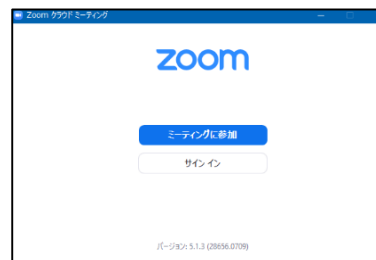 Zoom クラウド ミーティング
zoom
ミーティングに参加
サイン イン
バージョン: 5.1.3 (28656.0709)